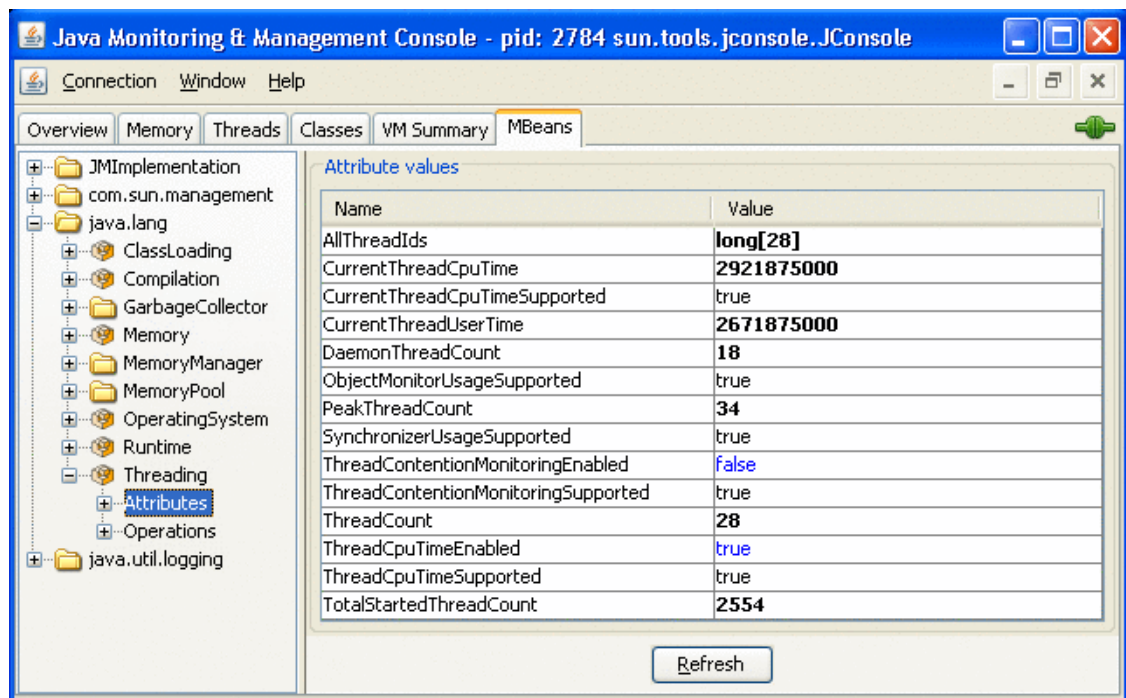 Java Monitoring & Management Console - pid: 2784 sun.tools.jconsole.JConsole
Connection Window Help
Overview Memory Threads Classes VM Summary MBeans
JMImplementation
com.sun.management
java.lang
ClassLoading
Compilation
GarbageCollector
Memory
MemoryManager
MemoryPool
OperatingSystem
Runtime
Threading
Attributes
Operations
java.util.logging
Attribute values
Name Value
AllThreadIds long[28]
CurrentThreadCpuTime 2921875000
CurrentThreadCpuTimeSupported true
CurrentThreadUserTime 2671875000
DaemonThreadCount 18
ObjectMonitorUsageSupported true
PeakThreadCount 34
SynchronizerUsageSupported true
ThreadContentionMonitoringEnabled false
ThreadContentionMonitoringSupported true
ThreadCount 28
ThreadCpuTimeEnabled true
ThreadCpuTimeSupported true
TotalStartedThreadCount 2554
Refresh